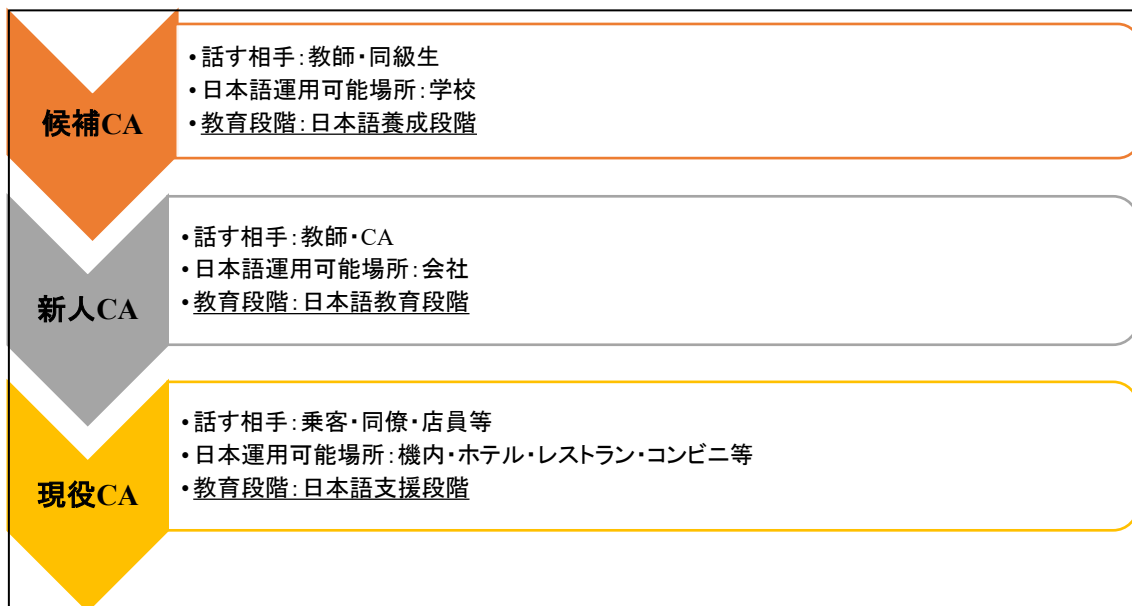 候補CA
•話す相手：教師・同級生
•日本語運用可能場所：学校
•教育段階：日本語養成段階
新人CA
•話す相手：教師・CA
•日本語運用可能場所：会社
•教育段階：日本語教育段階
現役CA
•話す相手：乗客・同僚・店員等
•日本運用可能場所：機内・ホテル・レストラン・コンビニ等
•教育段階：日本語支援段階